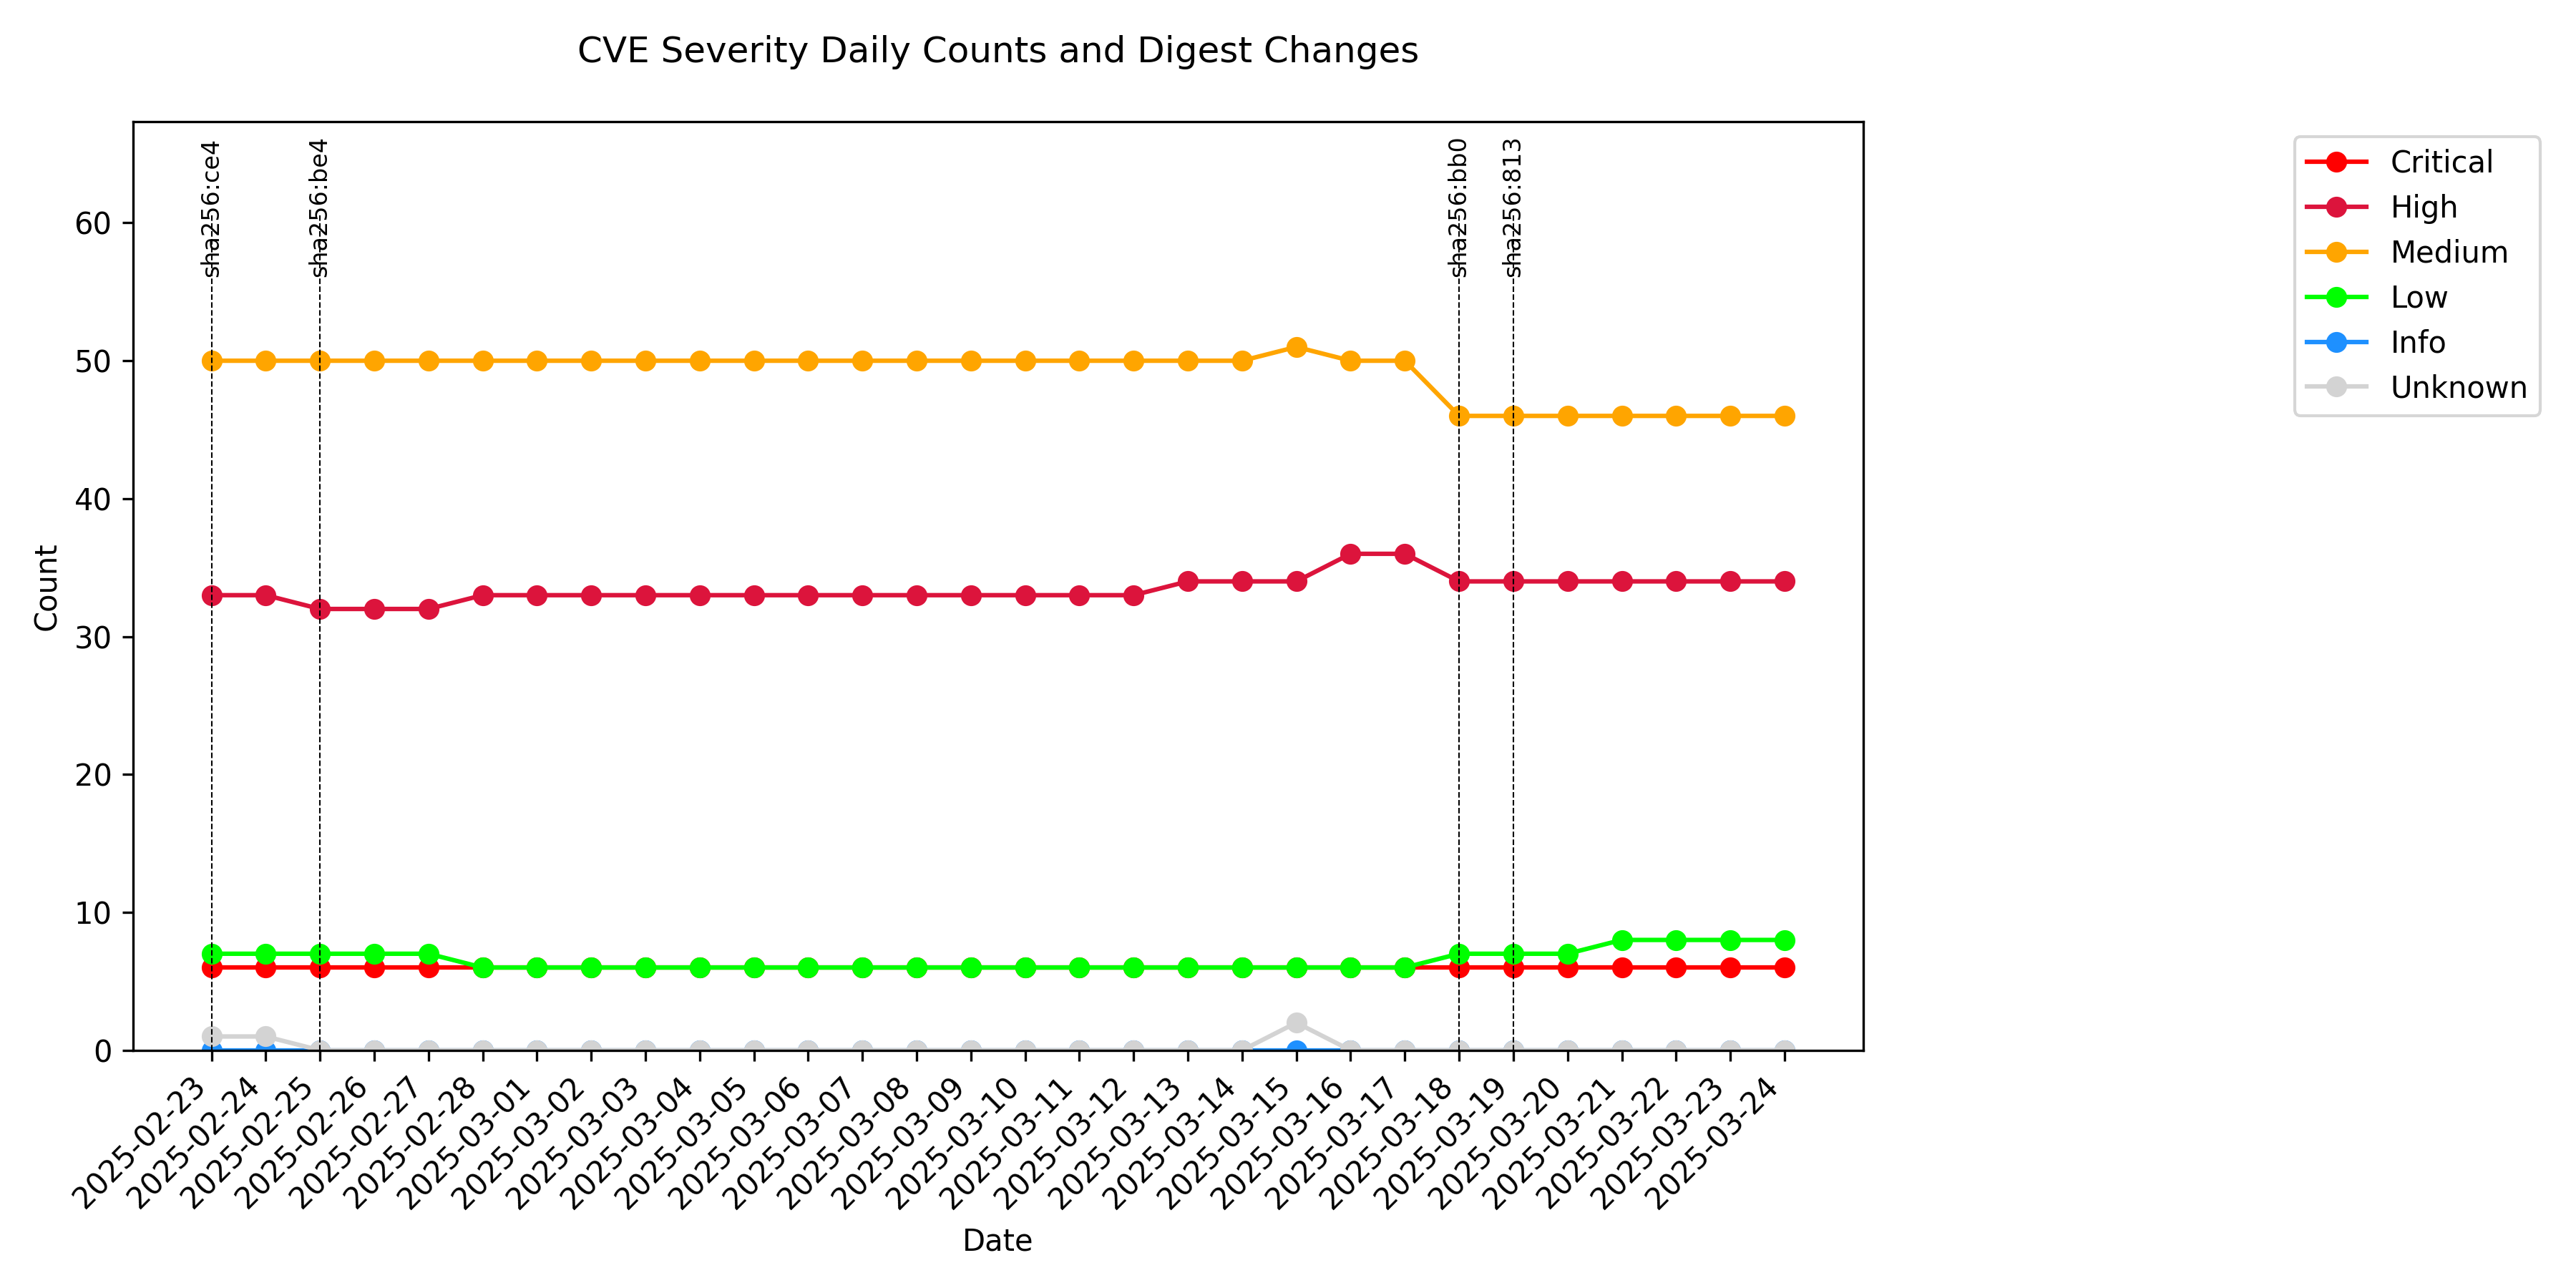 CVE Severity Daily Counts and Digest Changes
sha256:ce4
sha256:be4
sha256:bb0
sha256:813
Critical
High
Medium
Low
Info
Unknown
Count
60
50
40
30
20
10
0
2025-02-23
2025-02-24
2025-02-25
2025-02-26
2025-02-27
2025-02-28
2025-03-01
2025-03-02
2025-03-03
2025-03-04
2025-03-05
2025-03-06
2025-03-07
2025-03-08
2025-03-09
2025-03-10
2025-03-11
2025-03-12
2025-03-13
2025-03-14
2025-03-15
2025-03-16
2025-03-17
2025-03-18
2025-03-19
2025-03-20
2025-03-21
2025-03-22
2025-03-23
2025-03-24
Date